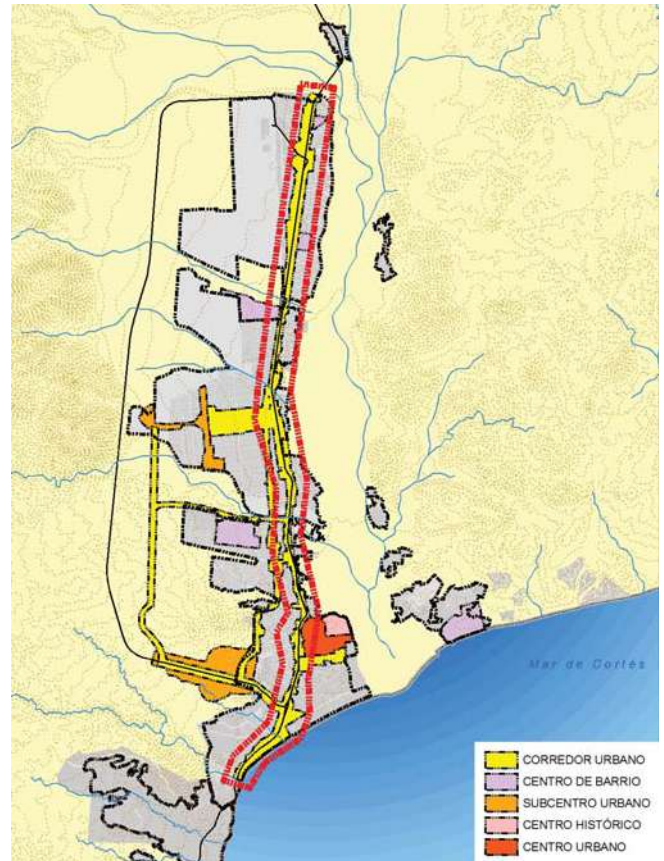 Mar de Cortés
CORREDOR URBANO
CENTRO DE BARRIO
SUBCENTRO URBANO
CENTRO HISTÓRICO
CENTRO URBANO